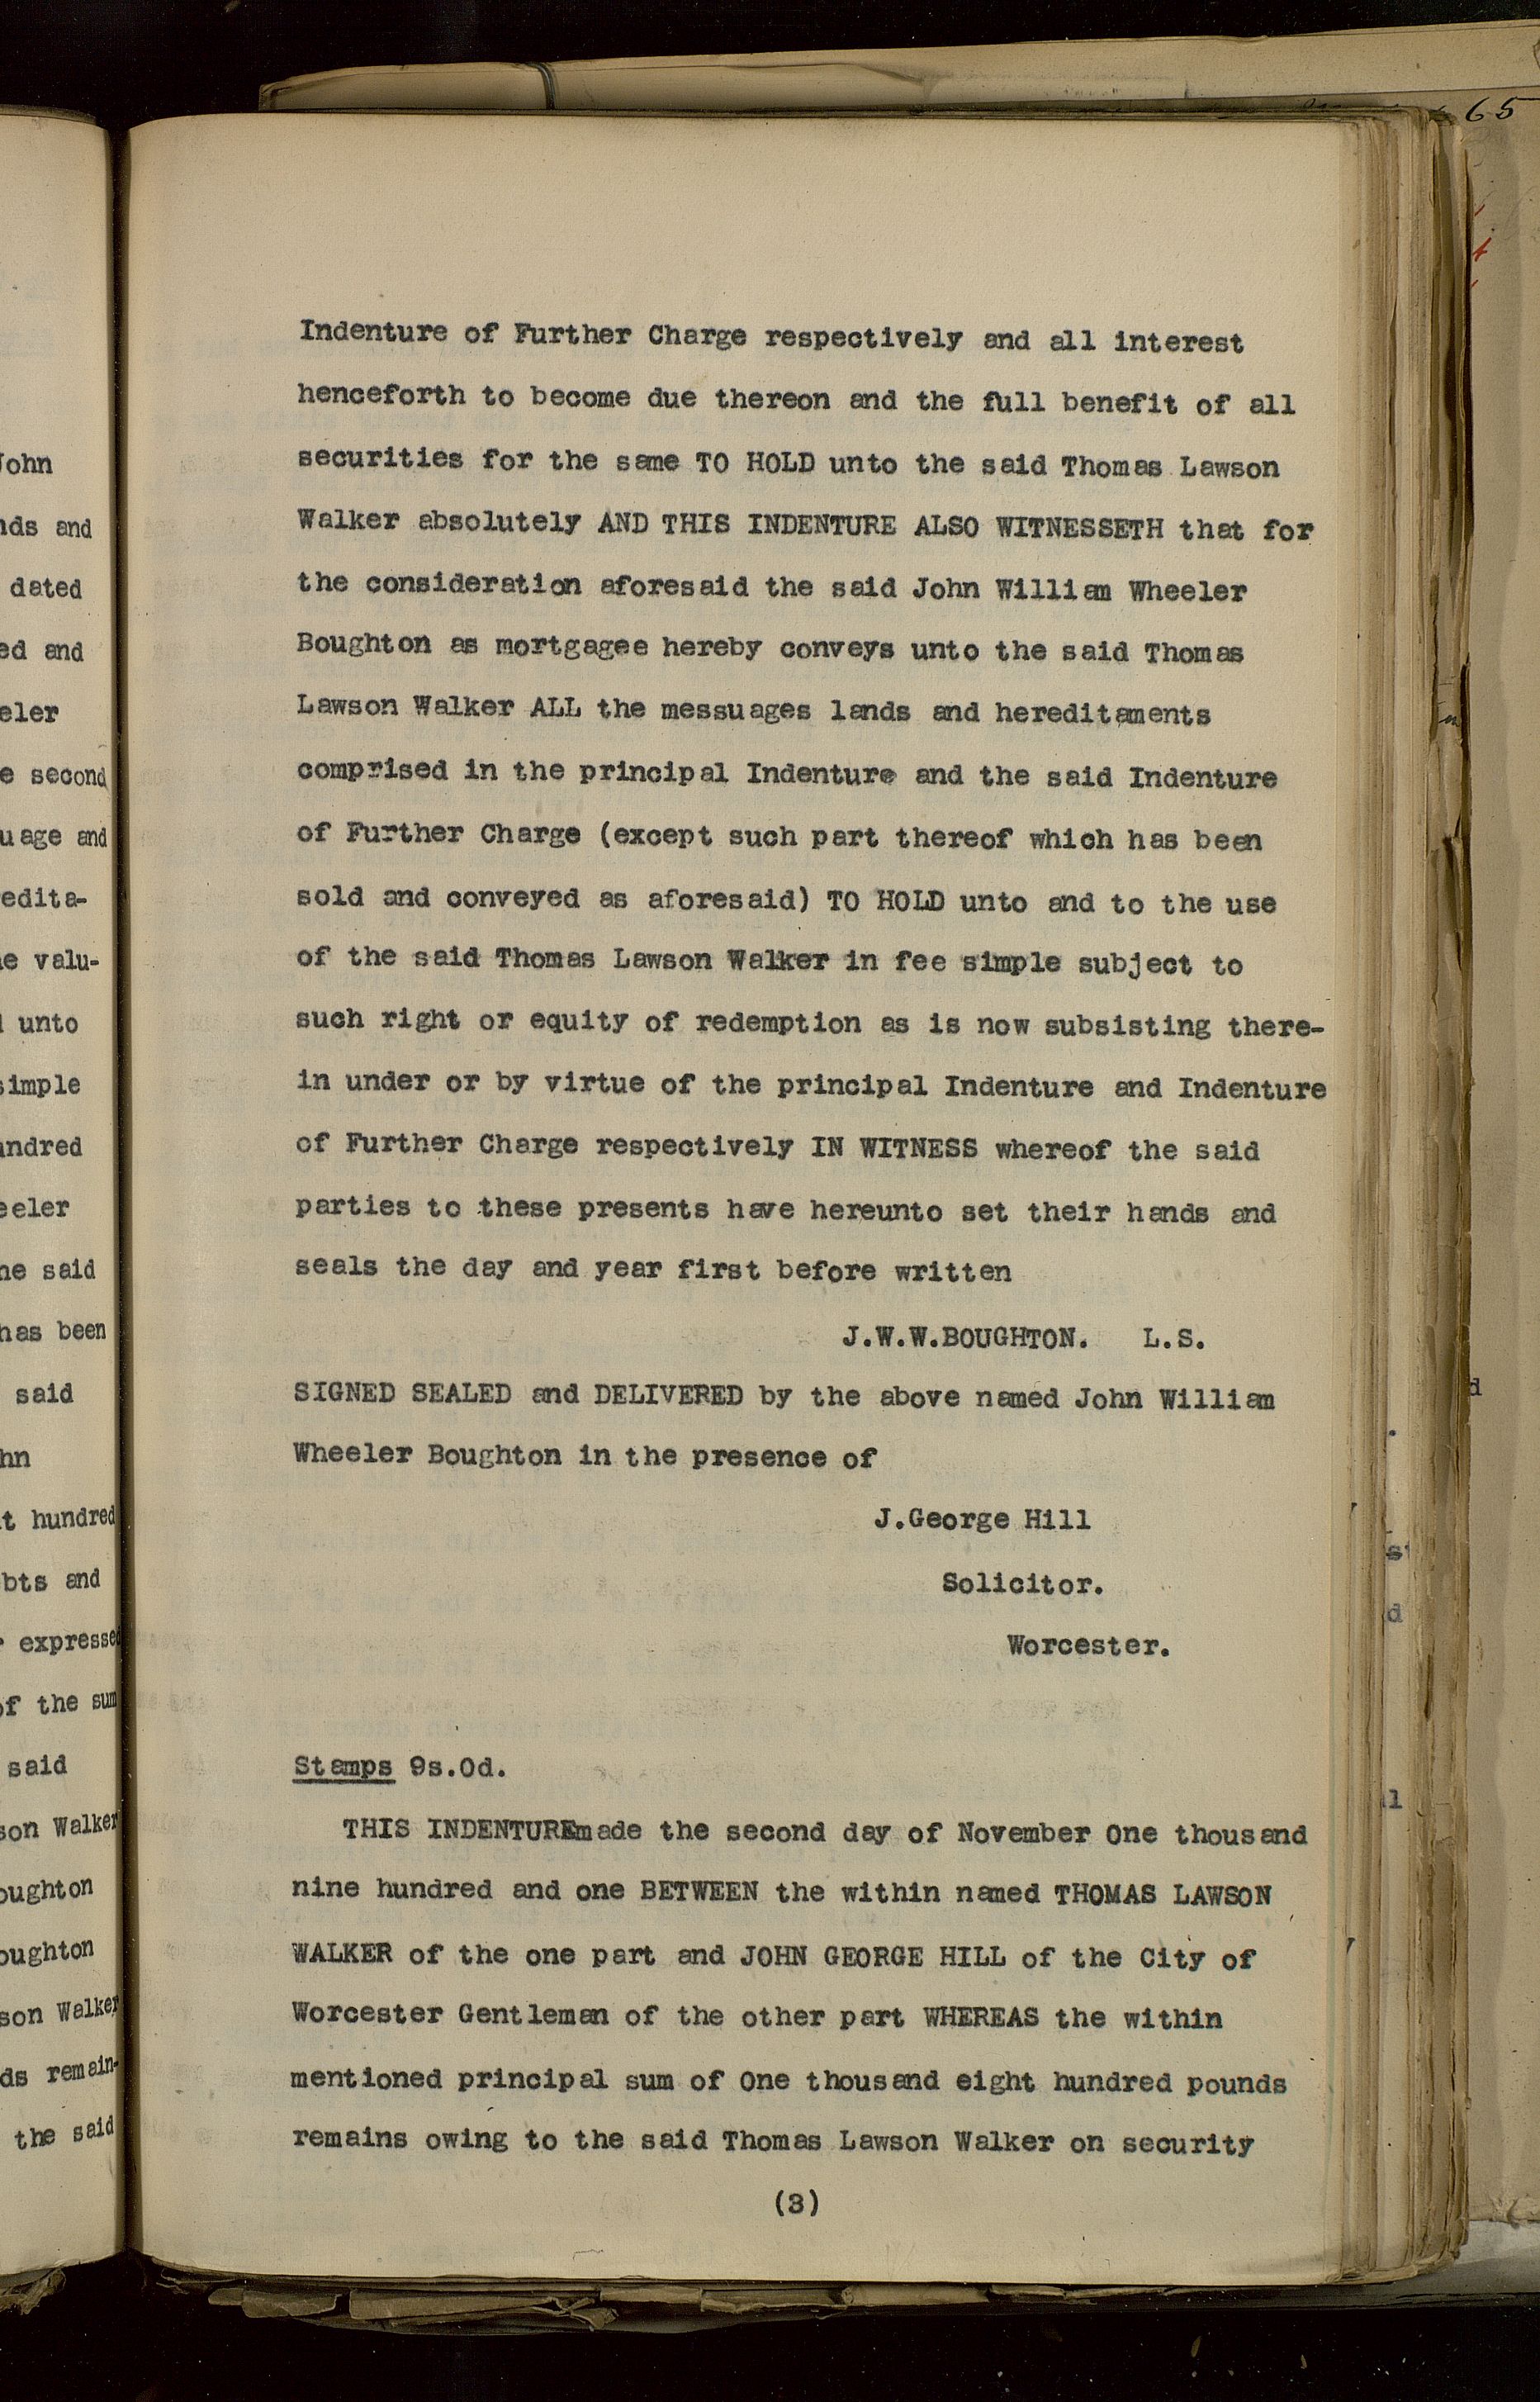 65
Indenture of Further Charge respectively and all interest
henceforth to become due thereon and the full benefit of all
securities for the same TO HOLD unto the said Thomas Lawson
Walker absolutely AND THIS INDENTURE ALSO WITNESSETH that for
the consideration aforesaid the said John William Wheeler
Boughton as mortgagee hereby conveys unto the said Thomas
Lawson Walker ALL the messuages lands and hereditaments
comprised in the principal Indenture and the said Indenture
of Further Charge (except such part thereof which has been
sold and conveyed as aforesaid) TO HOLD unto and to the use
of the said Thomas Lawson Walker in fee simple subject to
such right or equity of redemption as is now subsisting there-
in under or by virtue of the principal Indenture and Indenture
of Further Charge respectively IN WITNESS whereof the said
parties to these presents have hereunto set their hands and
seals the day and year first before written
J.W.W.BOUGHTON. L.S.
SIGNED SEALED and DELIVERED by the above named John William
Wheeler Boughton in the presence of
J.George Hill
Solicitor.
Worcester.
Stamps 9s.0d.
THIS INDENTURE made the second day of November One thousand
nine hundred and one BETWEEN the within named THOMAS LAWSON
WALKER of the one part and JOHN GEORGE HILL of the City of
Worcester Gentleman of the other part WHEREAS the within
mentioned principal sum of One thousand eight hundred pounds
remains owing to the said Thomas Lawson Walker on security
(3)